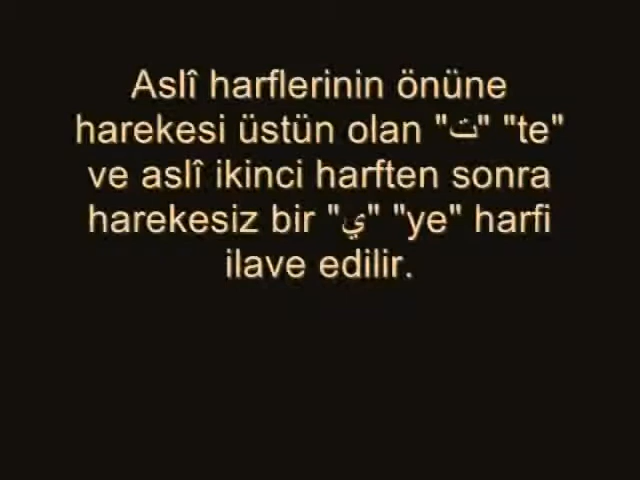 Aslî harflerinin önüne
harekesi üstün olan "ت" "te"
ve aslî ikinci harften sonra
harekesiz bir "ي" "ye" harfi
ilave edilir.